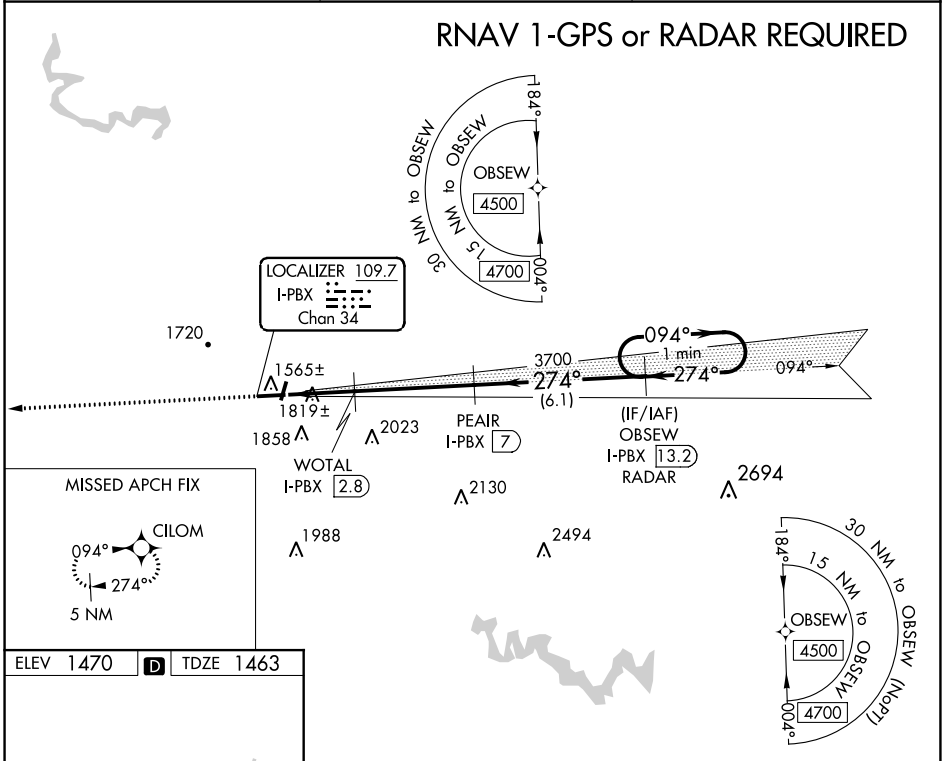 RNAV 1-GPS or RADAR REQUIRED
30 NM to OBSEW
15 NM to OBSEW
184°
OBSEW
4500
4700
004°
LOCALIZER 109.7
I-PBX
Chan 34
1720
1565±
1819±
1858
2023
WOTAL
I-PBX 2.8
3700
274°
(6.1)
PEAIR
I-PBX 7
094°
1 min
274°
094°
(IF/IAF)
OBSEW
I-PBX 13.2
RADAR
2130
2694
1988
2494
MISSED APCH FIX
CILOM
094°
274°
5 NM
184°
30 NM to OBSEW (NoPT)
15 NM to OBSEW
OBSEW
4500
4700
004°
ELEV 1470 D TDZE 1463